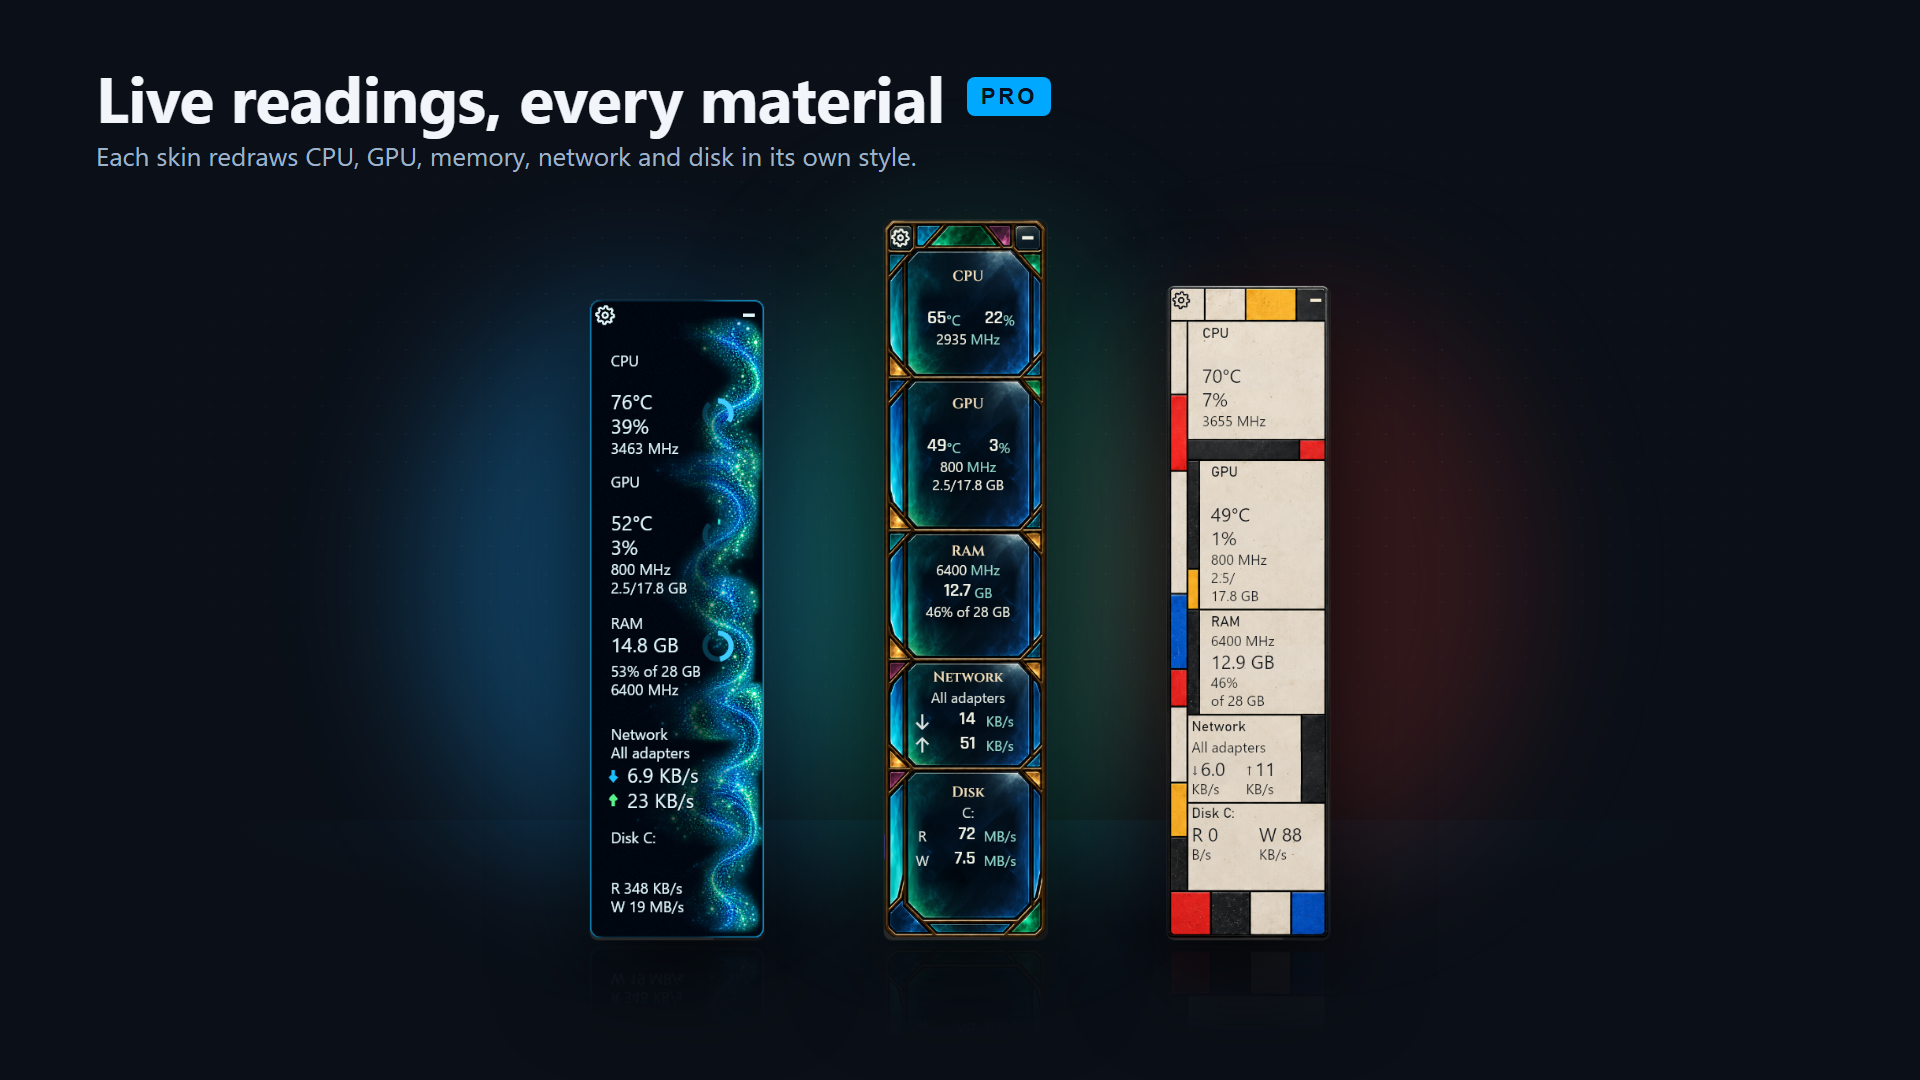 Live readings, every material PRO
Each skin redraws CPU, GPU, memory, network and disk in its own style.
CPU
76°C
39%
3463 MHz
GPU
52°C
3%
800 MHz
2.5/17.8 GB
RAM
14.8 GB
53% of 28 GB
6400 MHz
Network
All adapters
6.9 KB/s
23 KB/s
Disk C:
R 348 KB/s
W 19 MB/s
CPU
65°C 22%
2935 MHz
GPU
49°C 3%
800 MHz
2.5/17.8 GB
RAM
6400 MHz
12.7 GB
46% of 28 GB
Network
All adapters
↓ 14 KB/s
↑ 51 KB/s
Disk
C:
R 72 MB/s
W 7.5 MB/s
CPU
70°C
7%
3655 MHz
GPU
49°C
1%
800 MHz
2.5/
17.8 GB
RAM
6400 MHz
12.9 GB
46%
of 28 GB
Network
All adapters
↓6.0 ↑11
KB/s KB/s
Disk C:
R 0 W 88
B/s KB/s